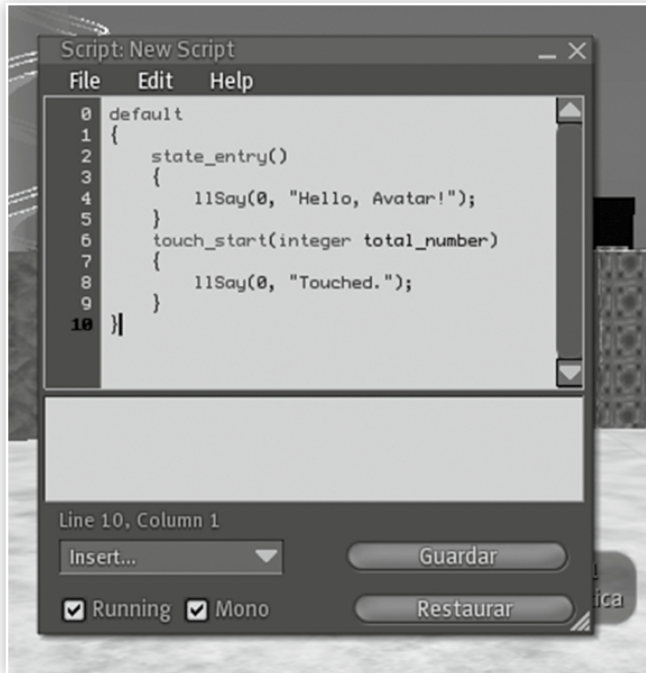 Script: New Script
File Edit Help
0 default
1 {
2 state_entry()
3 {
4 llSay(0, "Hello, Avatar!");
5 }
6 touch_start(integer total_number)
7 {
8 llSay(0, "Touched.");
9 }
10 }
Line 10, Column 1
Insert...
Guardar
Running Mono
Restaurar